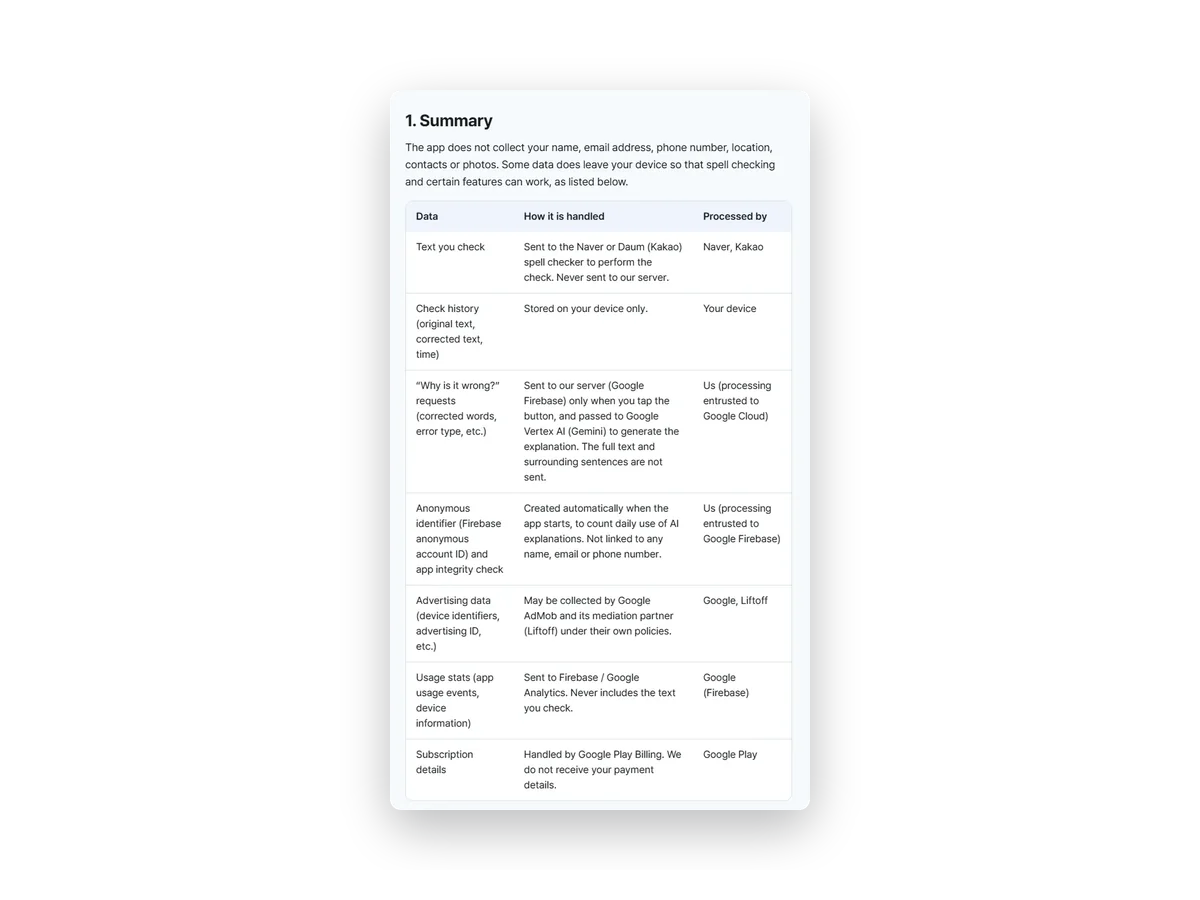 1. Summary
The app does not collect your name, email address, phone number, location,
contacts or photos. Some data does leave your device so that spell checking
and certain features can work, as listed below.
Data How it is handled Processed by
Text you check
Sent to the Naver or Daum (Kakao)
spell checker to perform the
check. Never sent to our server.
Naver, Kakao
Check history
(original text,
corrected text,
time)
Stored on your device only.
Your device
“Why is it wrong?”
requests
(corrected words,
error type, etc.)
Sent to our server (Google
Firebase) only when you tap the
button, and passed to Google
Vertex AI (Gemini) to generate the
explanation. The full text and
surrounding sentences are not
sent.
Us (processing
entrusted to
Google Cloud)
Anonymous
identifier (Firebase
anonymous
account ID) and
app integrity check
Created automatically when the
app starts, to count daily use of AI
explanations. Not linked to any
name, email or phone number.
Us (processing
entrusted to
Google Firebase)
Advertising data
(device identifiers,
advertising ID,
etc.)
May be collected by Google
AdMob and its mediation partner
(Liftoff) under their own policies.
Google, Liftoff
Usage stats (app
usage events,
device
information)
Sent to Firebase / Google
Analytics. Never includes the text
you check.
Google
(Firebase)
Subscription
details
Handled by Google Play Billing. We
do not receive your payment
details.
Google Play